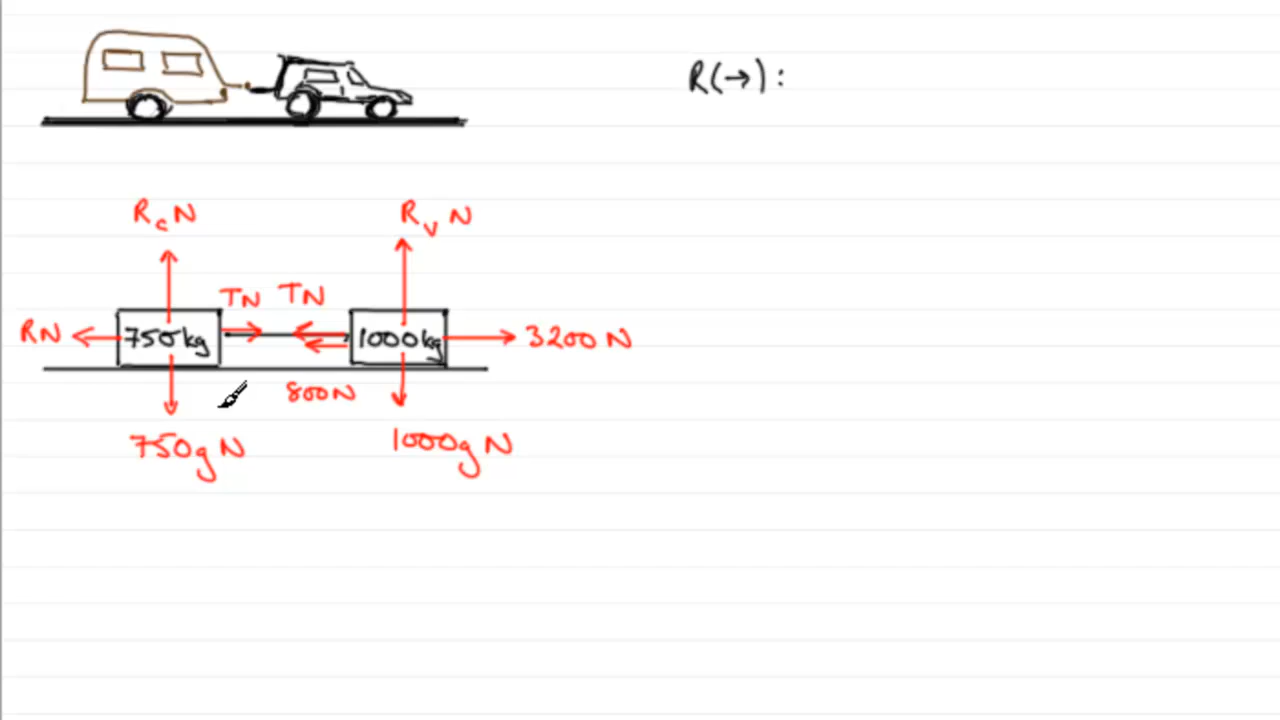 R(→):
R_c N
R_v N
TN TN
RN 750kg 1000kg 3200 N
800N
750g N 1000g N